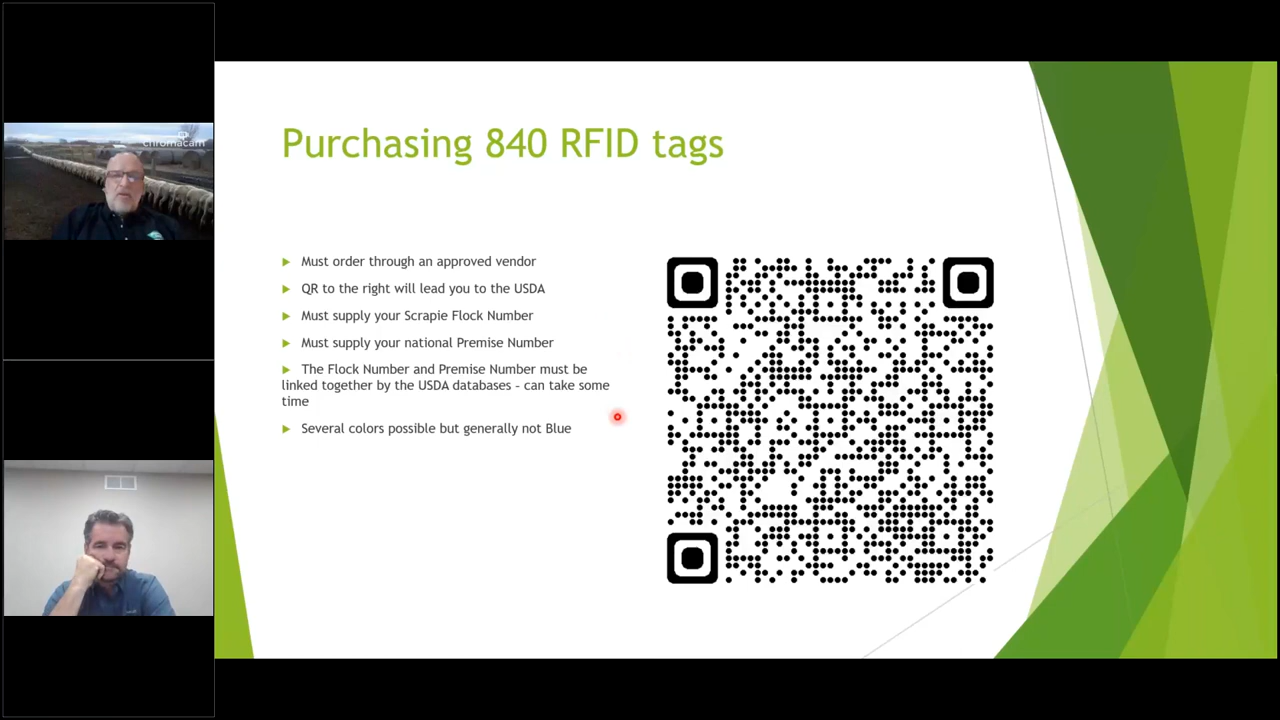 chromacam
Purchasing 840 RFID tags
Must order through an approved vendor
QR to the right will lead you to the USDA
Must supply your Scrapie Flock Number
Must supply your national Premise Number
The Flock Number and Premise Number must be
linked together by the USDA databases – can take some
time
Several colors possible but generally not Blue